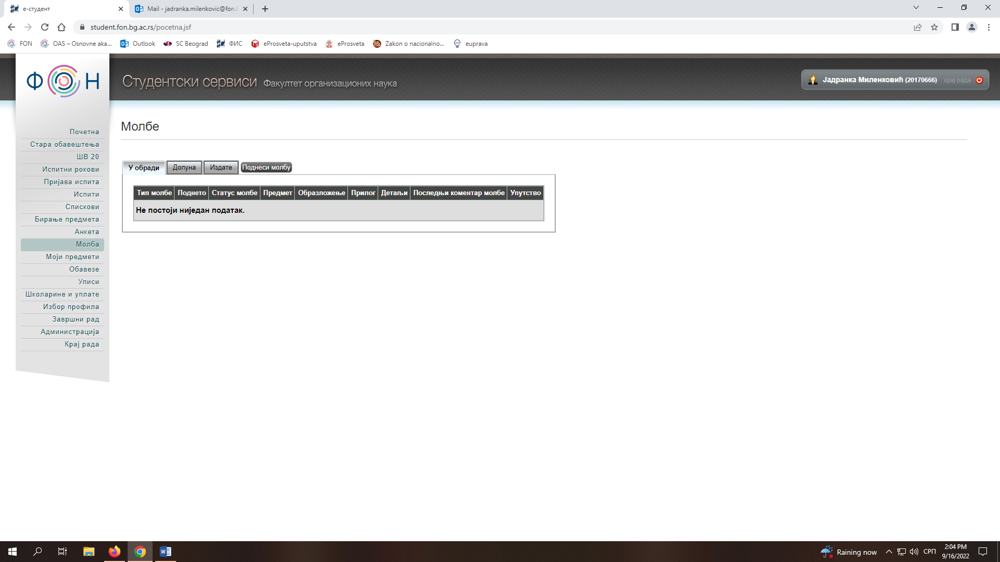 е-студент
Mail - jadranka.milenkovic@fon.b
student.fon.bg.ac.rs/pocetna.jsf
FON
OAS – Osnovne aka...
Outlook
SC Beograd
ФИС
eProsveta-uputstva
eProsveta
Zakon o nacionalno...
euprava
Ф Н
Студентски сервиси Факултет организационих наука
Јадранка Миленковић (20170666) крај рада
Почетна
Стара обавештења
ШВ 20
Испитни рокови
Пријава испита
Испити
Спискови
Бирање предмета
Анкета
Молба
Моји предмети
Обавезе
Уписи
Школарине и уплате
Избор профила
Завршни рад
Администрација
Крај рада
Молбе
У обради
Допуна
Издате
Поднеси молбу
Тип молбе Поднето Статус молбе Предмет Образложење Прилог Детаљи Последњи коментар молбе Упутство
Не постоји ниједан податак.
Raining now
СРП
2:04 PM
9/16/2022